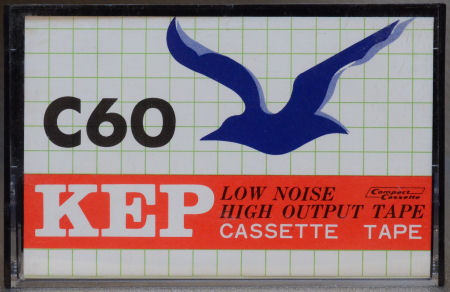 C60
KEP
LOW NOISE
HIGH OUTPUT TAPE
Compact
Cassette
CASSETTE TAPE